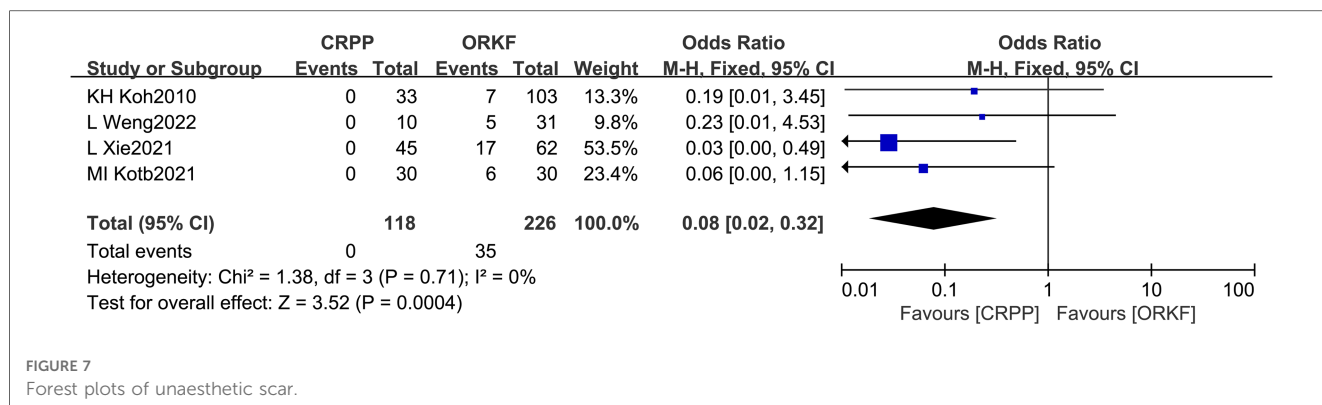 CRPP ORKF Odds Ratio Odds Ratio
Study or Subgroup Events Total Events Total Weight M-H, Fixed, 95% CI M-H, Fixed, 95% CI
KH Koh2010 0 33 7 103 13.3% 0.19 [0.01, 3.45]
L Weng2022 0 10 5 31 9.8% 0.23 [0.01, 4.53]
L Xie2021 0 45 17 62 53.5% 0.03 [0.00, 0.49]
MI Kotb2021 0 30 6 30 23.4% 0.06 [0.00, 1.15]
Total (95% CI) 118 226 100.0% 0.08 [0.02, 0.32]
Total events 0 35
Heterogeneity: Chi² = 1.38, df = 3 (P = 0.71); I² = 0%
Test for overall effect: Z = 3.52 (P = 0.0004)
0.01 0.1 1 10 100
Favours [CRPP] Favours [ORKF]
FIGURE 7
Forest plots of unaesthetic scar.